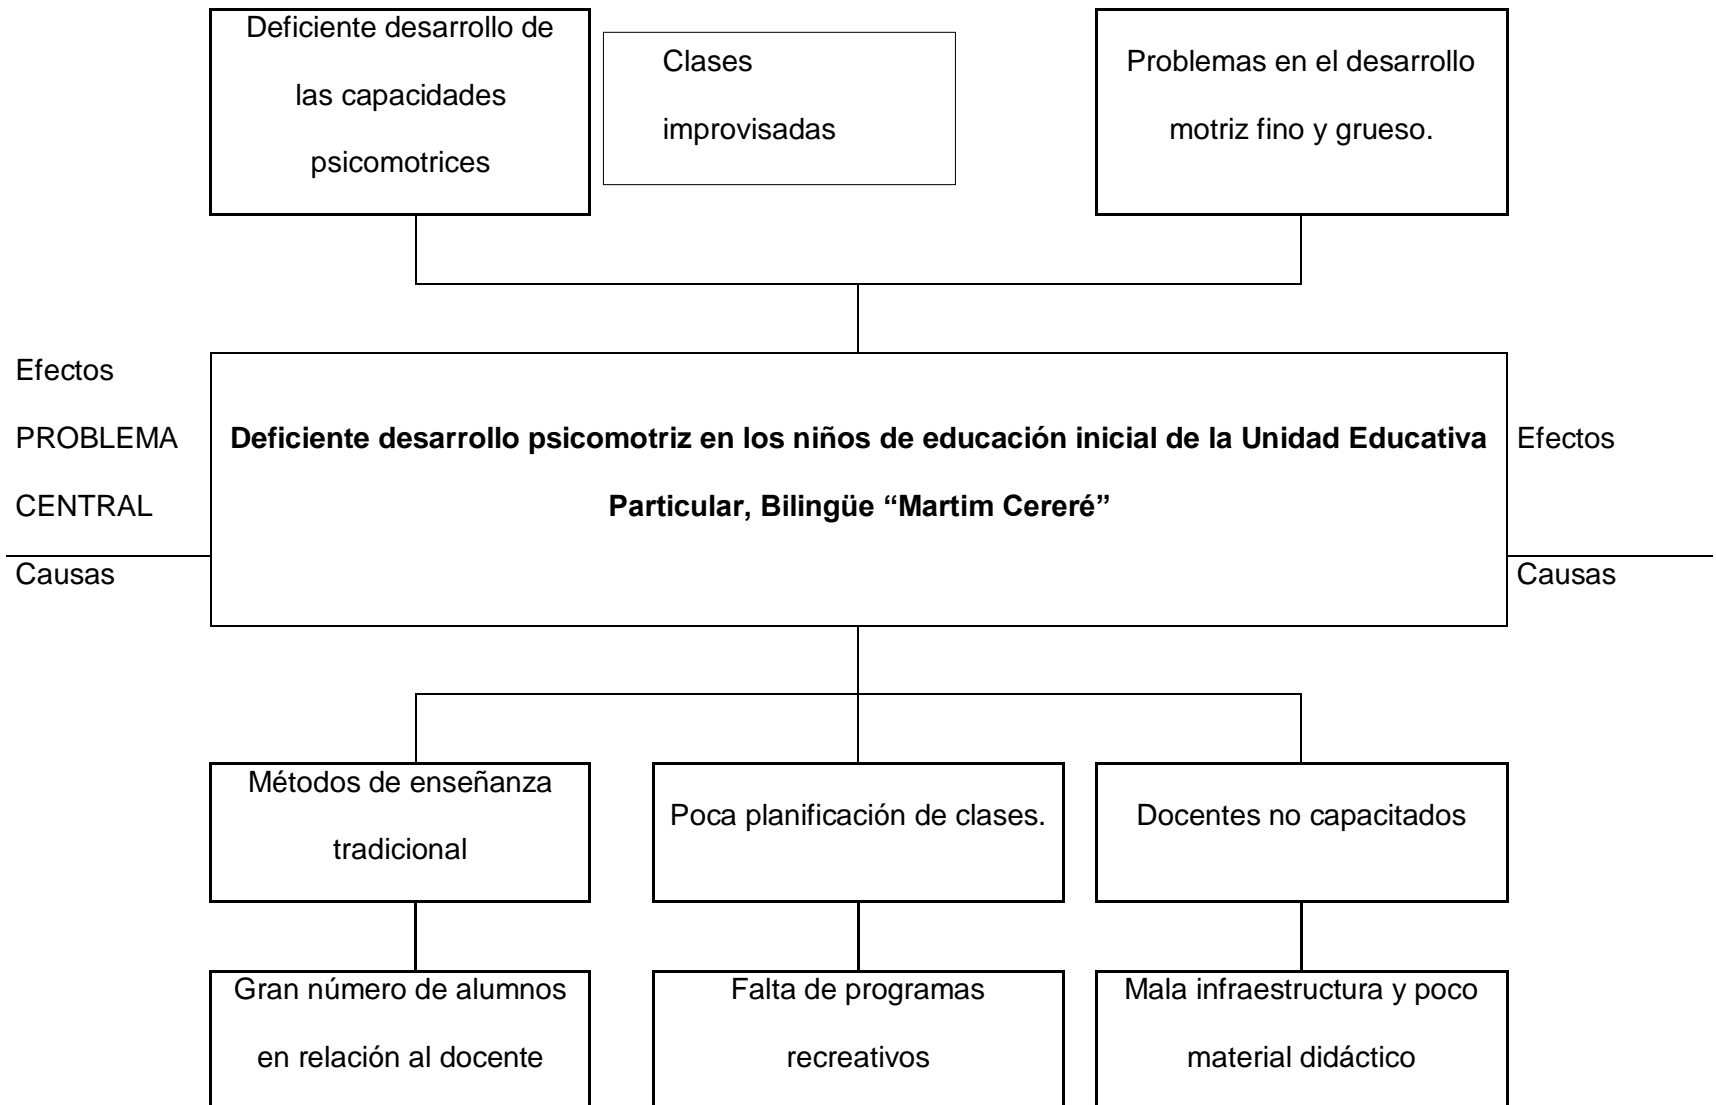 Deficiente desarrollo de
las capacidades
psicomotrices
Clases
improvisadas
Problemas en el desarrollo
motriz fino y grueso.
Efectos
PROBLEMA
CENTRAL
Causas
Deficiente desarrollo psicomotriz en los niños de educación inicial de la Unidad Educativa
Particular, Bilingüe “Martim Cereré”
Efectos
Causas
Métodos de enseñanza
tradicional
Poca planificación de clases.
Docentes no capacitados
Gran número de alumnos
en relación al docente
Falta de programas
recreativos
Mala infraestructura y poco
material didáctico